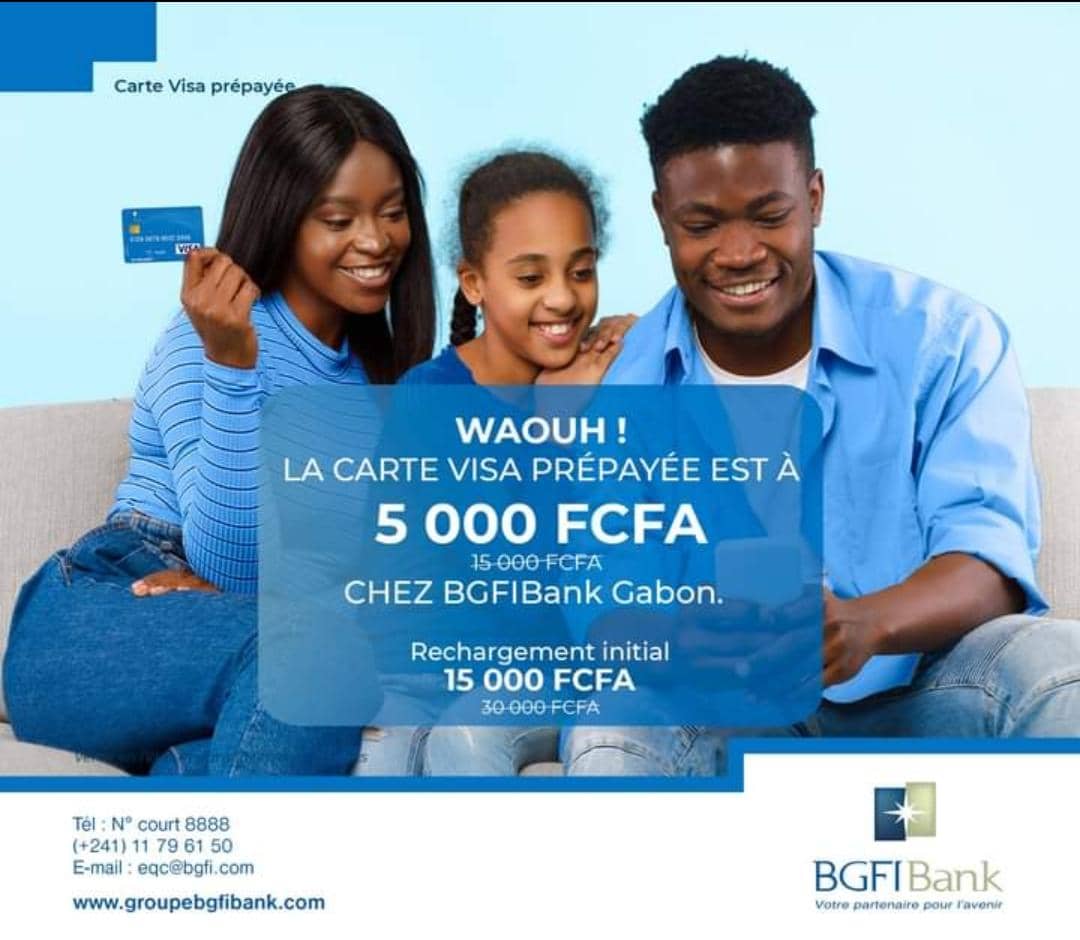 Carte Visa prépayée
VISA
WAOUH !
LA CARTE VISA PRÉPAYÉE EST À
5 000 FCFA
15 000 FCFA
CHEZ BGFIBank Gabon.
Rechargement initial
15 000 FCFA
30 000 FCFA
Tél : N° court 8888
(+241) 11 79 61 50
E-mail : eqc@bgfi.com
www.groupebgfibank.com
BGFIBank
Votre partenaire pour l'avenir